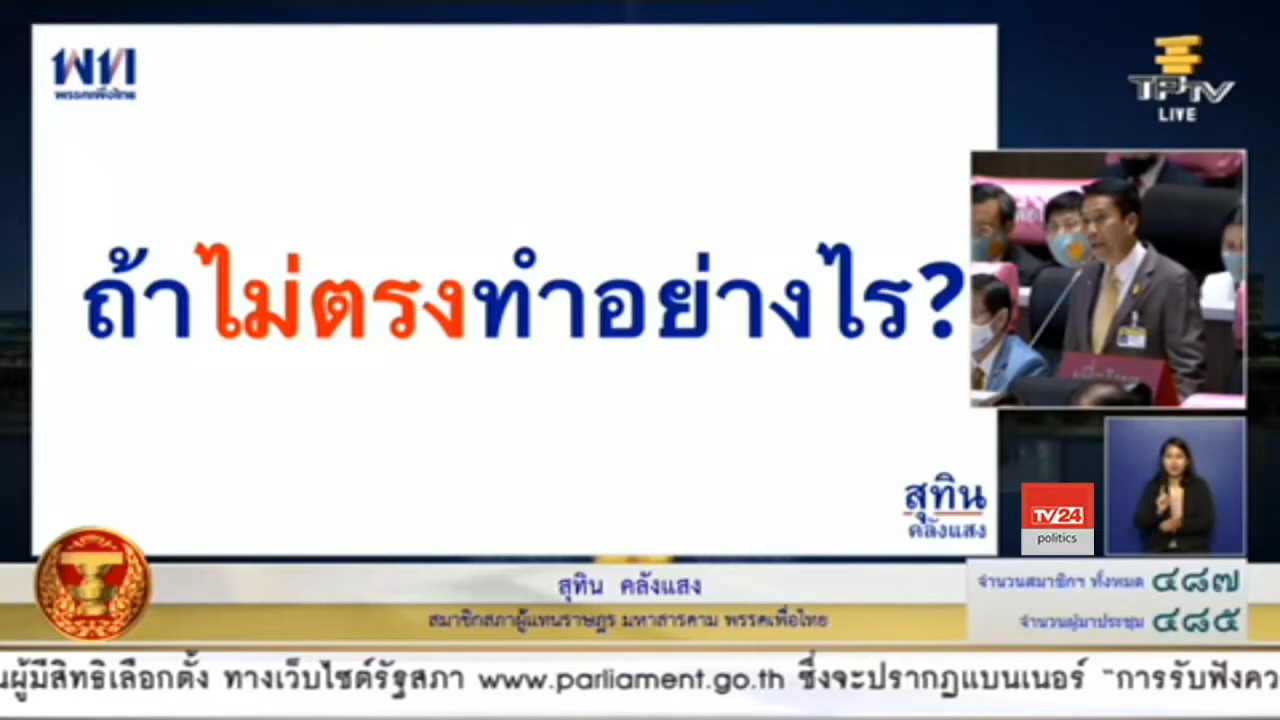 พท
พรรคเพื่อไทย
TPTV
LIVE
ถ้าไม่ตรงทำอย่างไร?
เพื่อไทย
สุทิน
คลังแสง
TV/24
politics
สุทิน คลังแสง
สมาชิกสภาผู้แทนราษฎร มหาสารคาม พรรคเพื่อไทย
จำนวนสมาชิกฯ ทั้งหมด ๔๘๗
จำนวนผู้มาประชุม ๔๘๕
นผู้มีสิทธิเลือกตั้ง ทางเว็บไซต์รัฐสภา www.parliament.go.th ซึ่งจะปรากฏแบนเนอร์ "การรับฟังคว